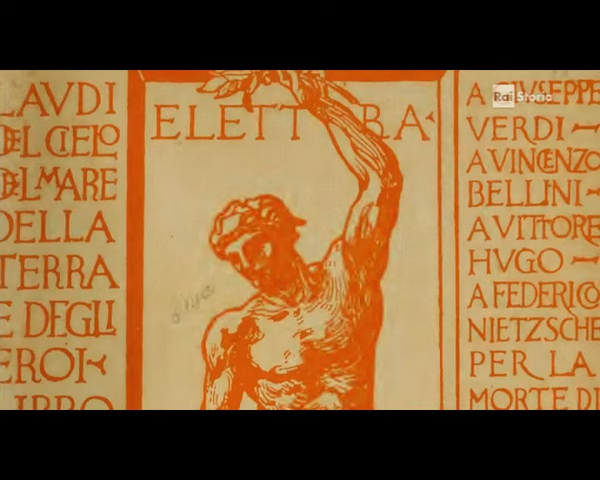 LAVDI
DEL CIELO
DEL MARE
DELLA
TERRA
E DEGLI
EROI
LIBRO
ELETTRA
A GIVSEPPE
VERDI —
A VINCENZO
BELLINI —
A VITTORE
HVGO —
A FEDERICO
NIETZSCHE
PER LA
MORTE DI
Rai Storia